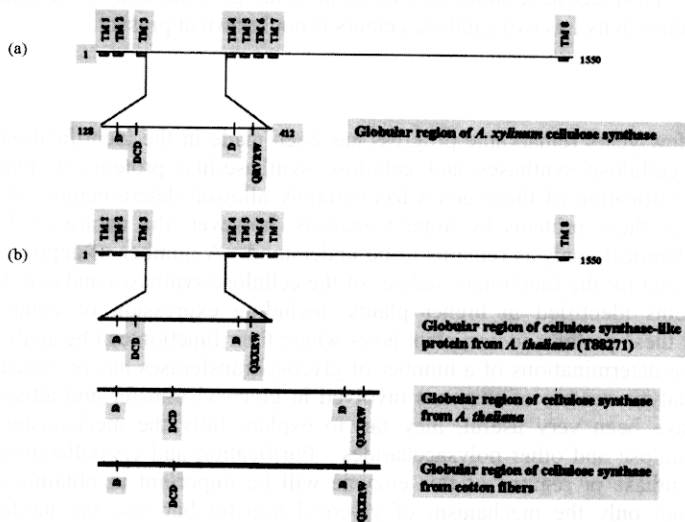 (a)
TM 1 TM 2 TM 3 TM 4 TM 5 TM 6 TM 7 TM 8
1 1550
128 412
D DCD D QRVRW
Globular region of A. xylinum cellulose synthase
(b)
TM 1 TM 2 TM 3 TM 4 TM 5 TM 6 TM 7 TM 8
1 1550
D DCD D QXXRW
Globular region of cellulose synthase-like
protein from A. thaliana (T88271)
D DCD D QXXRW
Globular region of cellulose synthase
from A. theliana
D DCD D QXXRW
Globular region of cellulose synthase
from cotton fibers